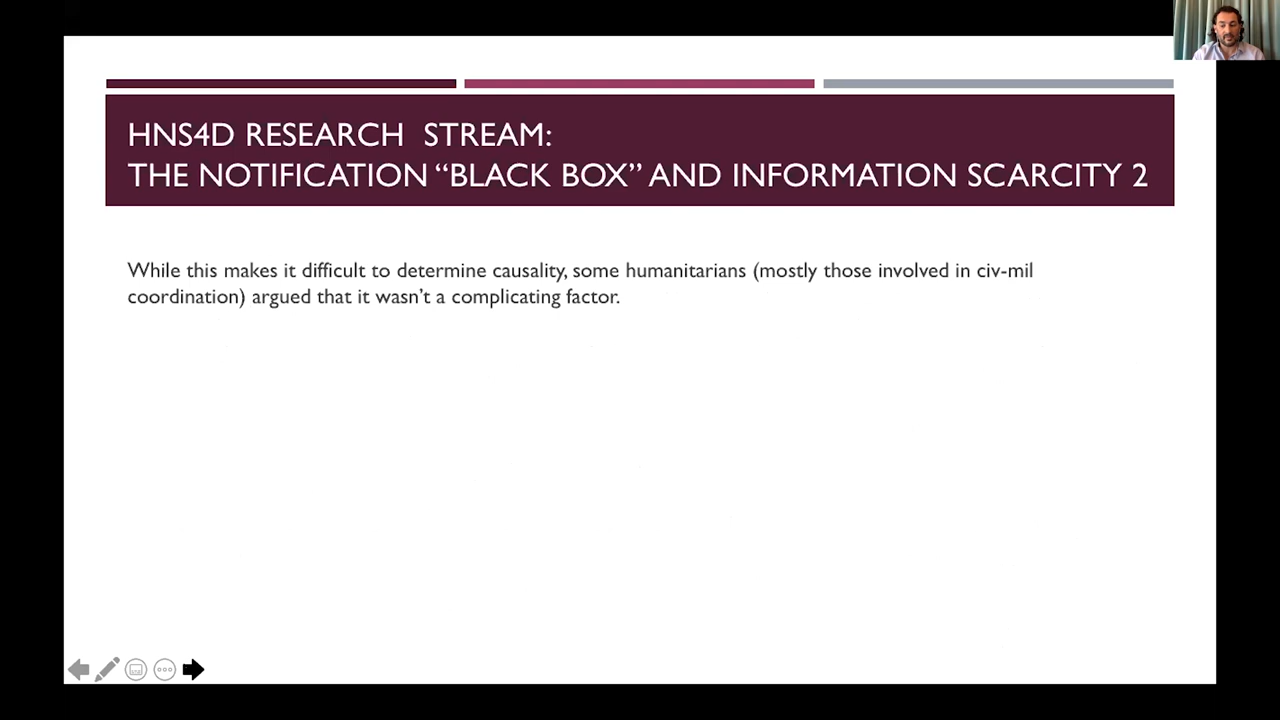 HNS4D RESEARCH STREAM:
THE NOTIFICATION “BLACK BOX” AND INFORMATION SCARCITY 2
While this makes it difficult to determine causality, some humanitarians (mostly those involved in civ-mil
coordination) argued that it wasn’t a complicating factor.